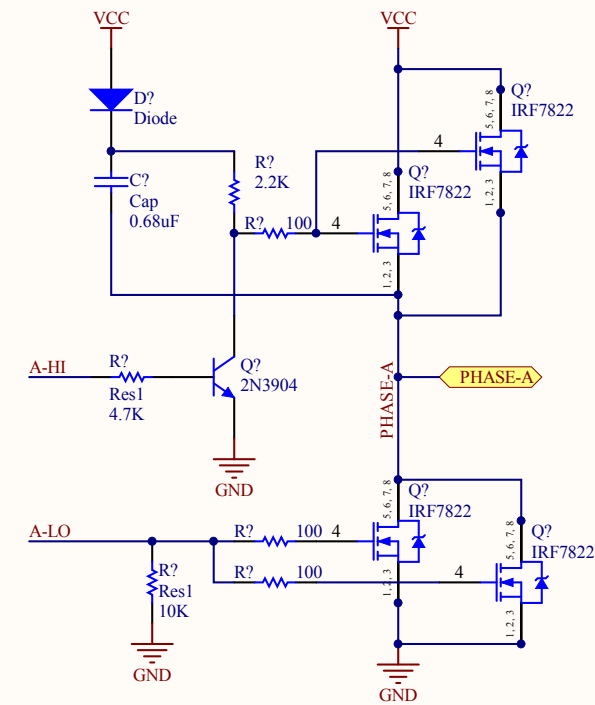 VCC
VCC
D?
Diode
Q?
IRF7822
5, 6, 7, 8
4
1, 2, 3
C?
Cap
0.68uF
R?
2.2K
Q?
IRF7822
5, 6, 7, 8
R? 100 4
1, 2, 3
A-HI
R?
Res1
4.7K
Q?
2N3904
PHASE-A
PHASE-A
GND
A-LO
R? 100 4
5, 6, 7, 8
Q?
IRF7822
1, 2, 3
R?
Res1
10K
R? 100 4
5, 6, 7, 8
Q?
IRF7822
1, 2, 3
GND
GND